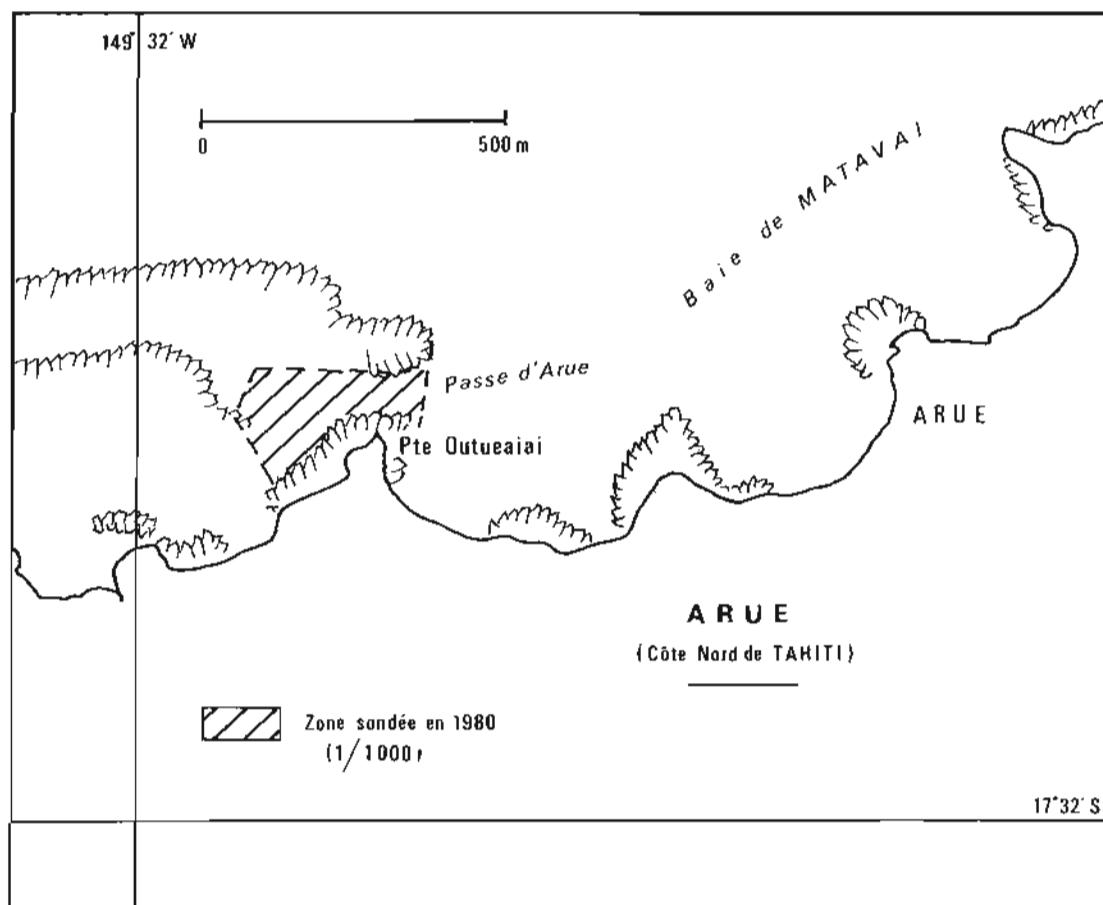 149° 32' W
0 500 m
Baie de MATAVAI
Passe d'Arue
ARUE
Pte Outueaiai
ARUE
(Côte Nord de TAHITI)
Zone sondée en 1980
(1/1000)
17°32' S